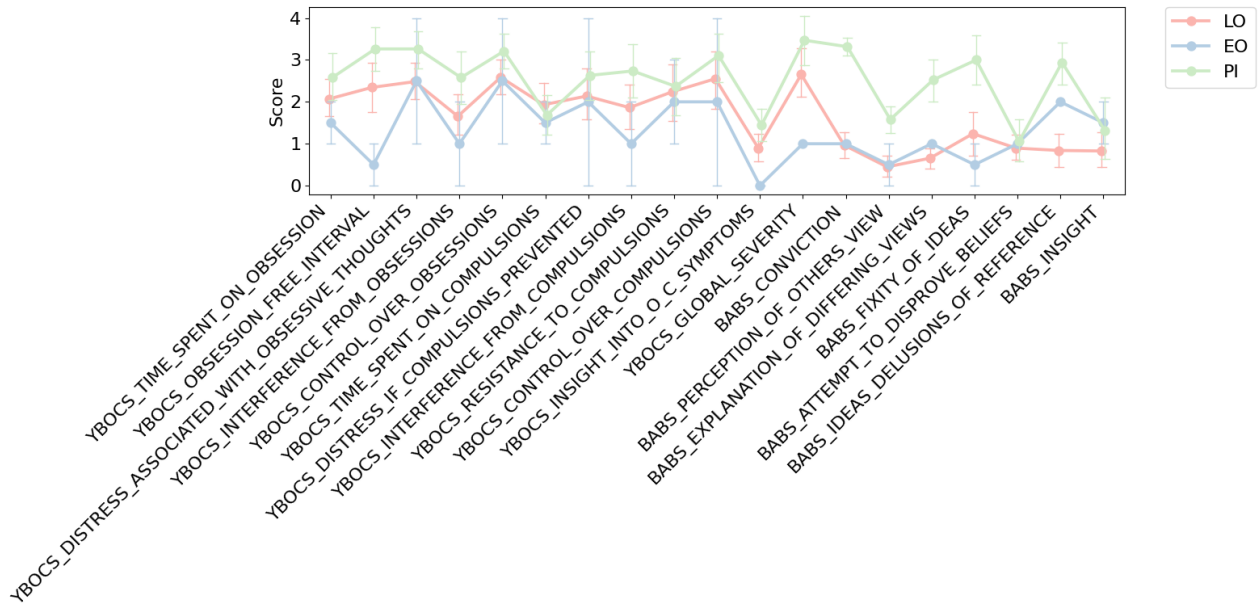 4
3
2
1
0
Score
LO
EO
PI
YBOCS_TIME_SPENT_ON_OBSESSION
YBOCS_OBSESSION_FREE_INTERVAL
YBOCS_DISTRESS_ASSOCIATED_WITH_OBSESSIVE_THOUGHTS
YBOCS_INTERFERENCE_FROM_OBSESSIONS
YBOCS_CONTROL_OVER_OBSESSIONS
YBOCS_TIME_SPENT_ON_COMPULSIONS
YBOCS_DISTRESS_IF_COMPULSIONS_PREVENTED
YBOCS_INTERFERENCE_FROM_COMPULSIONS
YBOCS_RESISTANCE_TO_COMPULSIONS
YBOCS_CONTROL_OVER_COMPULSIONS
YBOCS_INSIGHT_INTO_O_C_SYMPTOMS
YBOCS_GLOBAL_SEVERITY
BABS_CONVICTION
BABS_PERCEPTION_OF_OTHERS_VIEW
BABS_EXPLANATION_OF_DIFFERING_VIEWS
BABS_FIXITY_OF_IDEAS
BABS_ATTEMPT_TO_DISPROVE_BELIEFS
BABS_IDEAS_DELUSIONS_OF_REFERENCE
BABS_INSIGHT